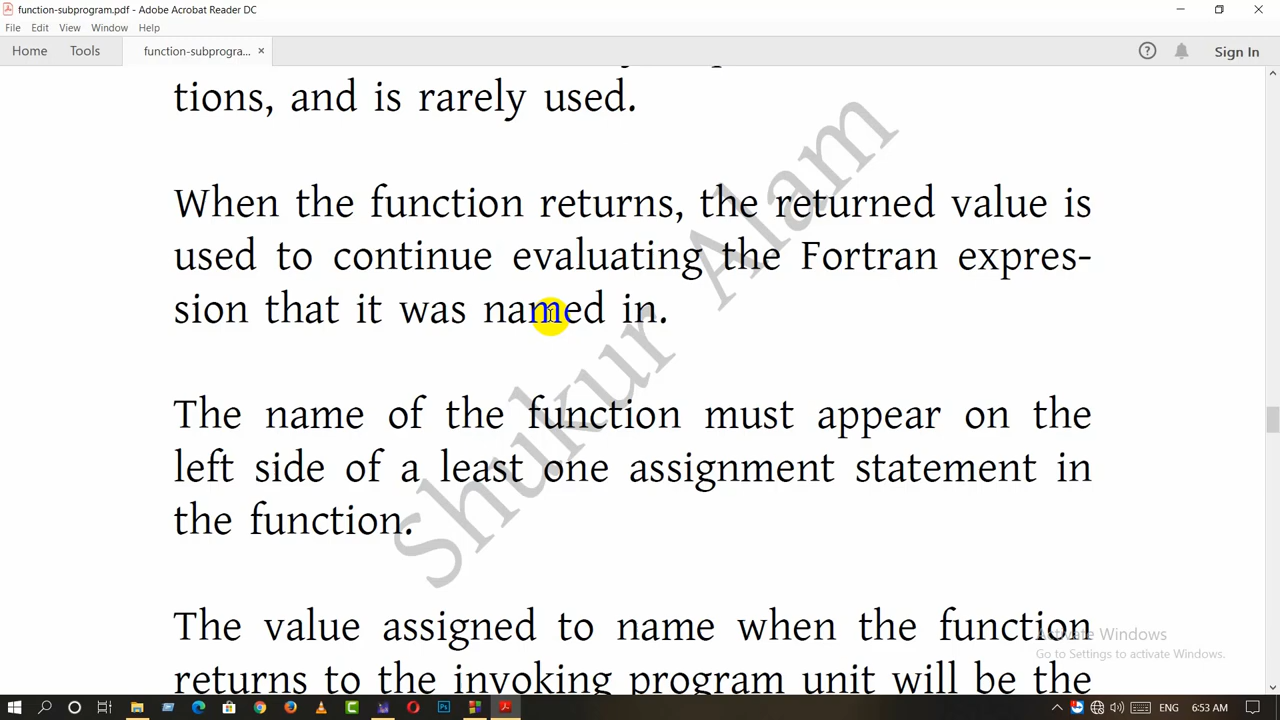 function-subprogram.pdf - Adobe Acrobat Reader DC
File Edit View Window Help
Home Tools function-subprogra... × Sign In
tions, and is rarely used.
When the function returns, the returned value is
used to continue evaluating the Fortran expres-
sion that it was named in.
The name of the function must appear on the
left side of a least one assignment statement in
the function.
The value assigned to name when the function
returns to the invoking program unit will be the
Shukur Alam
Activate Windows
Go to Settings to activate Windows.
ENG 6:53 AM